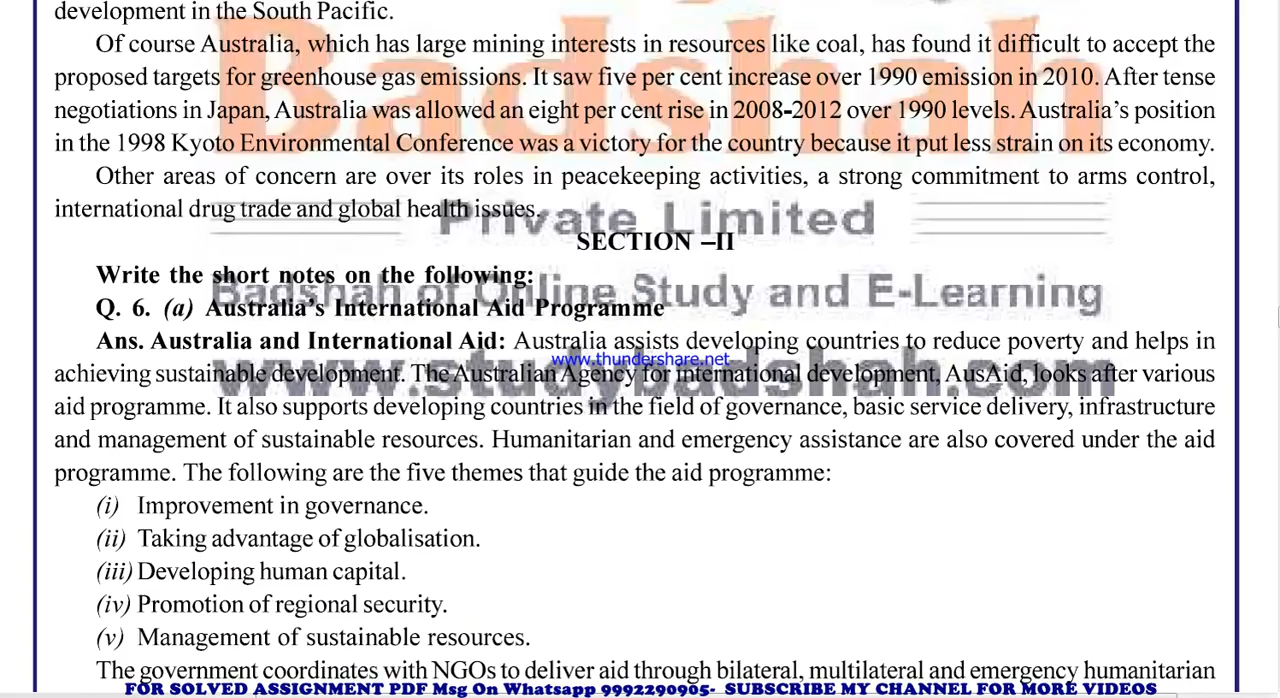 development in the South Pacific.
Of course Australia, which has large mining interests in resources like coal, has found it difficult to accept the
proposed targets for greenhouse gas emissions. It saw five per cent increase over 1990 emission in 2010. After tense
negotiations in Japan, Australia was allowed an eight per cent rise in 2008-2012 over 1990 levels. Australia's position
in the 1998 Kyoto Environmental Conference was a victory for the country because it put less strain on its economy.
Other areas of concern are over its roles in peacekeeping activities, a strong commitment to arms control,
international drug trade and global health issues.
Badshah
Private Limited
SECTION –II
Write the short notes on the following:
Badshah of Online Study and E-Learning
Q. 6. (a) Australia's International Aid Programme
Ans. Australia and International Aid: Australia assists developing countries to reduce poverty and helps in
www.thundershare.net
achieving sustainable development. The Australian Agency for international development, AusAid, looks after various
www.studybadshah.com
aid programme. It also supports developing countries in the field of governance, basic service delivery, infrastructure
and management of sustainable resources. Humanitarian and emergency assistance are also covered under the aid
programme. The following are the five themes that guide the aid programme:
(i) Improvement in governance.
(ii) Taking advantage of globalisation.
(iii) Developing human capital.
(iv) Promotion of regional security.
(v) Management of sustainable resources.
The government coordinates with NGOs to deliver aid through bilateral, multilateral and emergency humanitarian
FOR SOLVED ASSIGNMENT PDF Msg On Whatsapp 9992290905- SUBSCRIBE MY CHANNEL FOR MORE VIDEOS